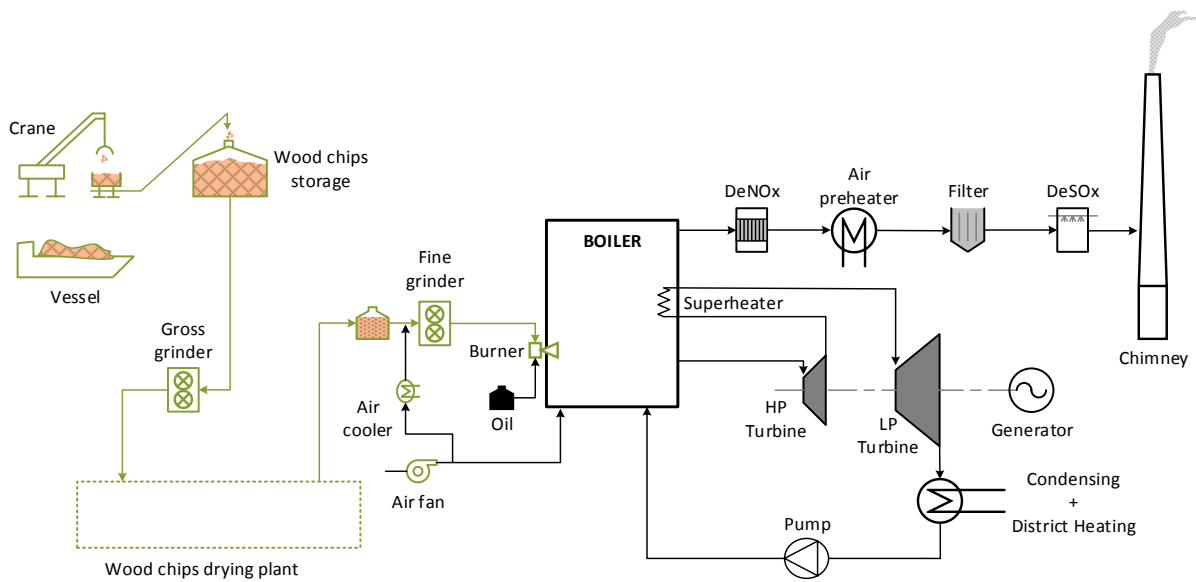 Crane
Wood chips
storage
Vessel
Gross
grinder
Wood chips drying plant
Fine
grinder
Burner
Oil
Air
cooler
Air fan
BOILER
Superheater
DeNOx
Air
preheater
Filter
DeSOx
Chimney
HP
Turbine
LP
Turbine
Generator
Condensing
+
District Heating
Pump